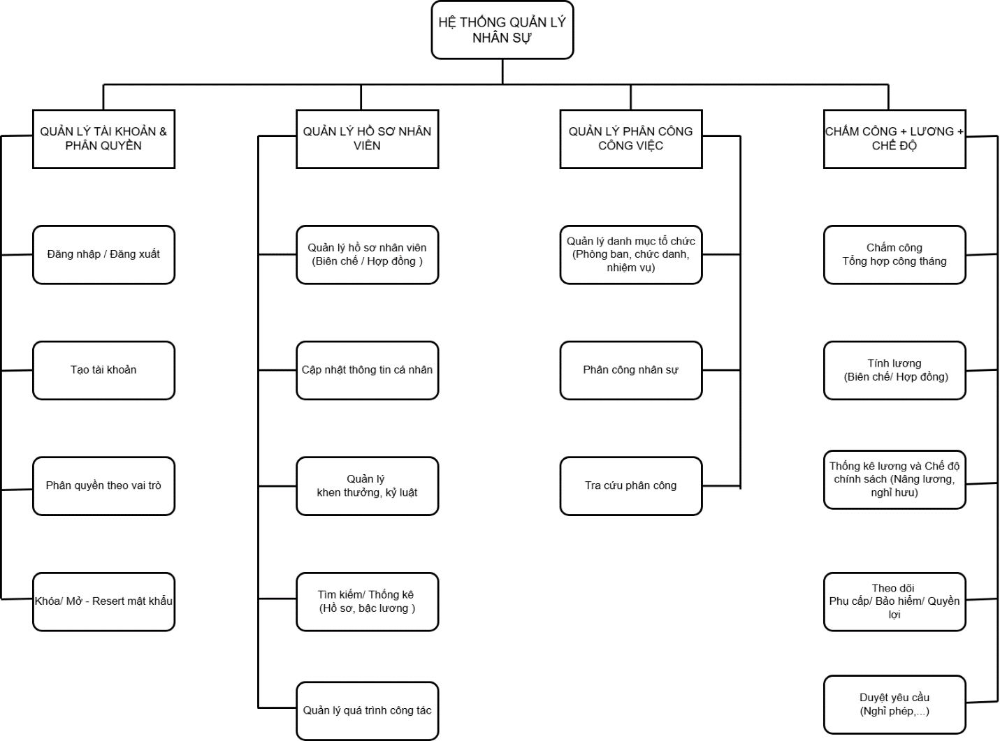 HỆ THỐNG QUẢN LÝ
NHÂN SỰ
QUẢN LÝ TÀI KHOẢN &
PHÂN QUYỀN
QUẢN LÝ HỒ SƠ NHÂN
VIÊN
QUẢN LÝ PHÂN CÔNG
CÔNG VIỆC
CHẤM CÔNG + LƯƠNG +
CHẾ ĐỘ
Đăng nhập / Đăng xuất
Quản lý hồ sơ nhân viên
(Biên chế / Hợp đồng )
Quản lý danh mục tổ chức
(Phòng ban, chức danh,
nhiệm vụ)
Chấm công
Tổng hợp công tháng
Tạo tài khoản
Cập nhật thông tin cá nhân
Phân công nhân sự
Tính lương
(Biên chế/ Hợp đồng)
Phân quyền theo vai trò
Quản lý
khen thưởng, kỷ luật
Tra cứu phân công
Thống kê lương và Chế độ
chính sách (Nâng lương,
nghỉ hưu)
Khóa/ Mở - Resert mật khẩu
Tìm kiếm/ Thống kê
(Hồ sơ, bậc lương )
Theo dõi
Phụ cấp/ Bảo hiểm/ Quyền
lợi
Quản lý quá trình công tác
Duyệt yêu cầu
(Nghỉ phép,...)